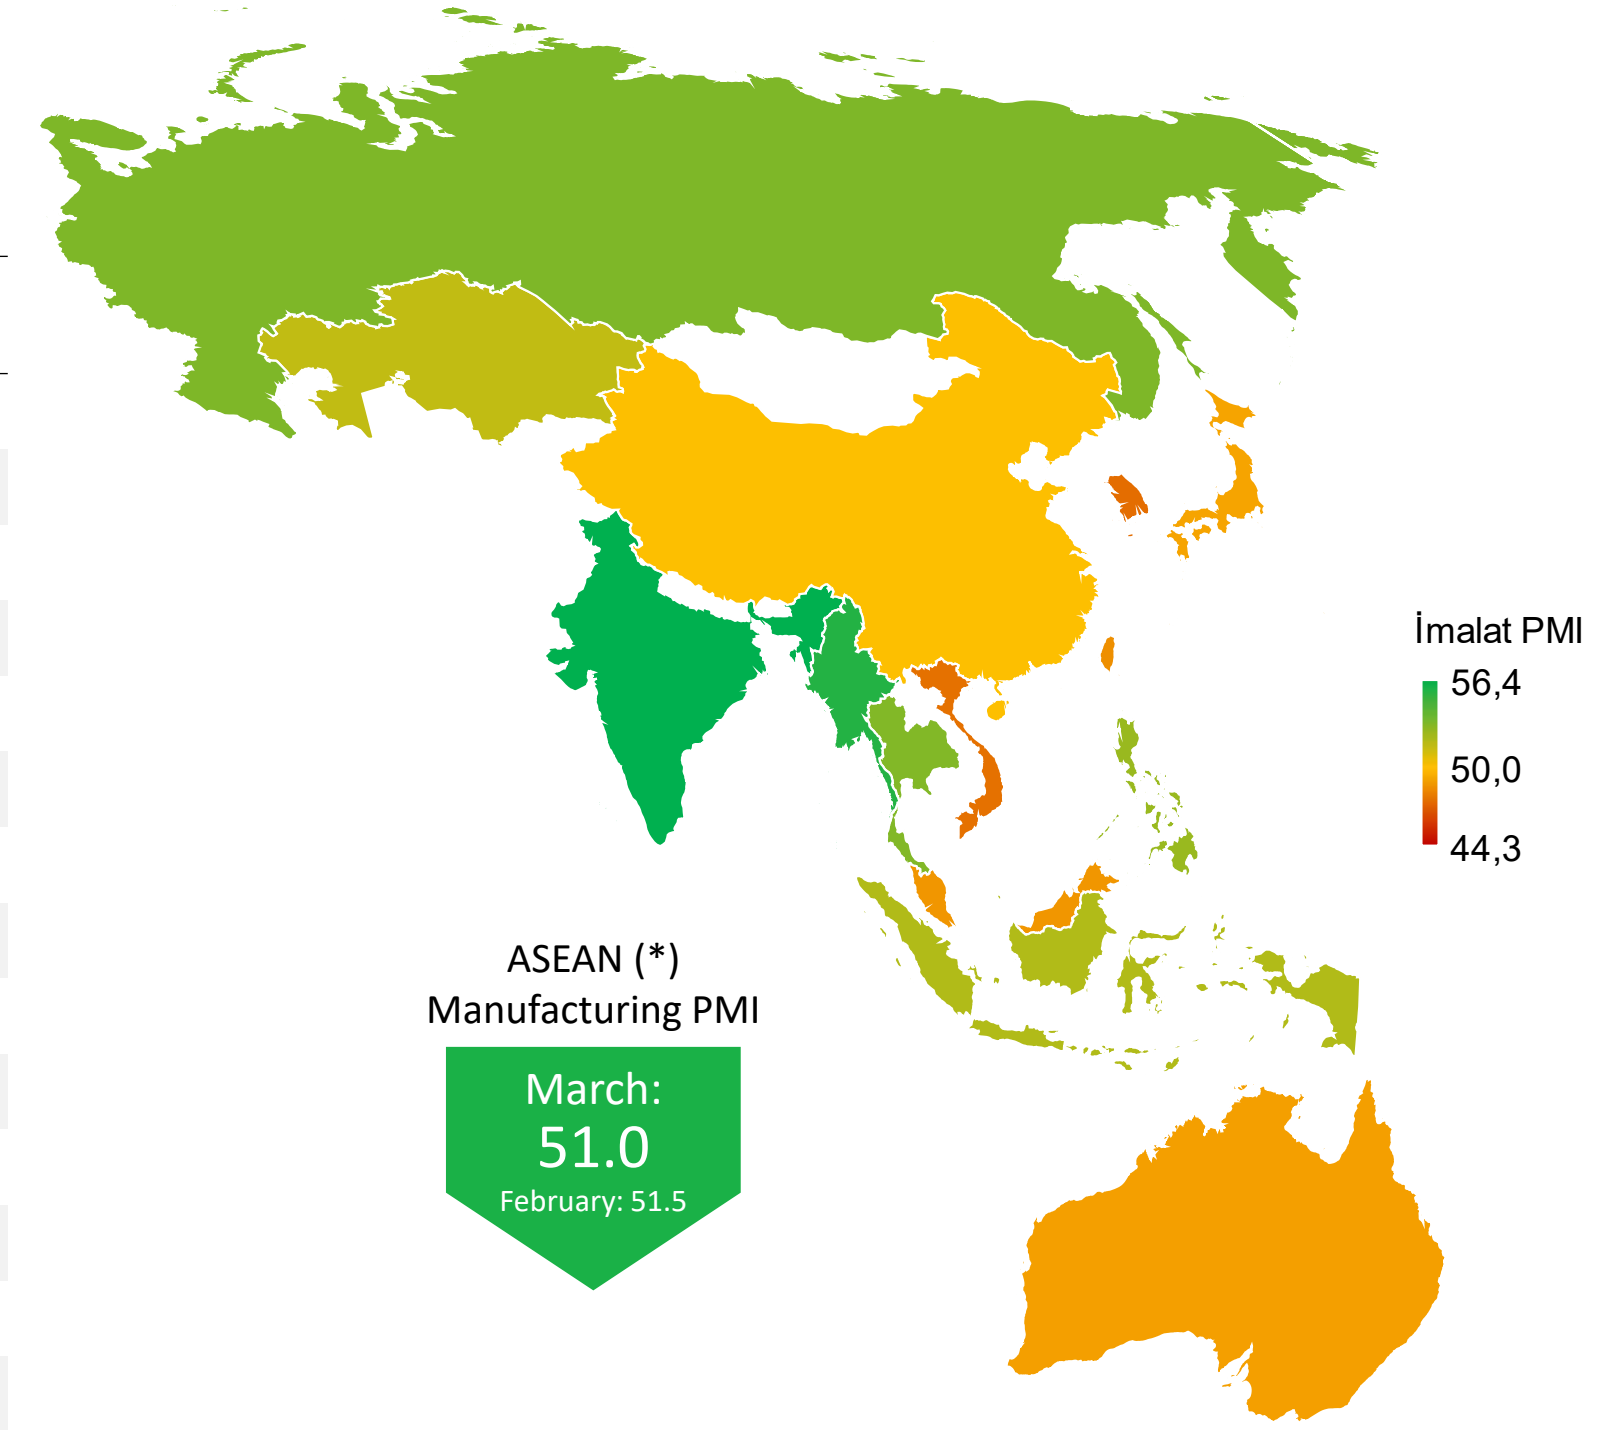 İmalat PMI
56,4
50,0
44,3
ASEAN (*)
Manufacturing PMI
March:
51.0
February: 51.5